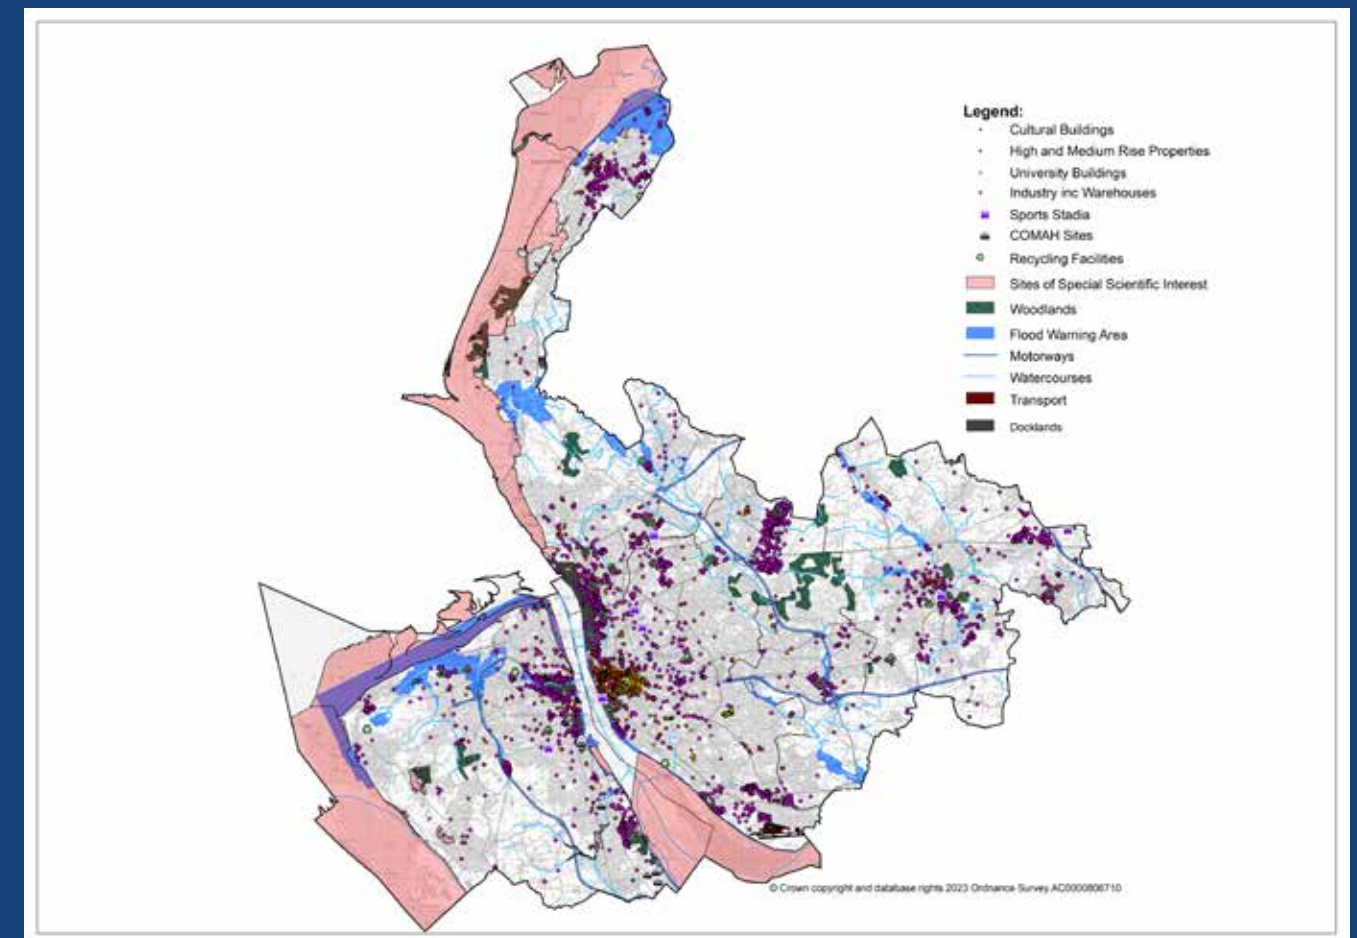 Legend:
Cultural Buildings
High and Medium Rise Properties
University Buildings
Industry inc Warehouses
Sports Stadia
COMAH Sites
Recycling Facilities
Sites of Special Scientific Interest
Woodlands
Flood Warning Area
Motorways
Watercourses
Transport
Docklands
© Crown copyright and database rights 2023 Ordnance Survey AC0000806710